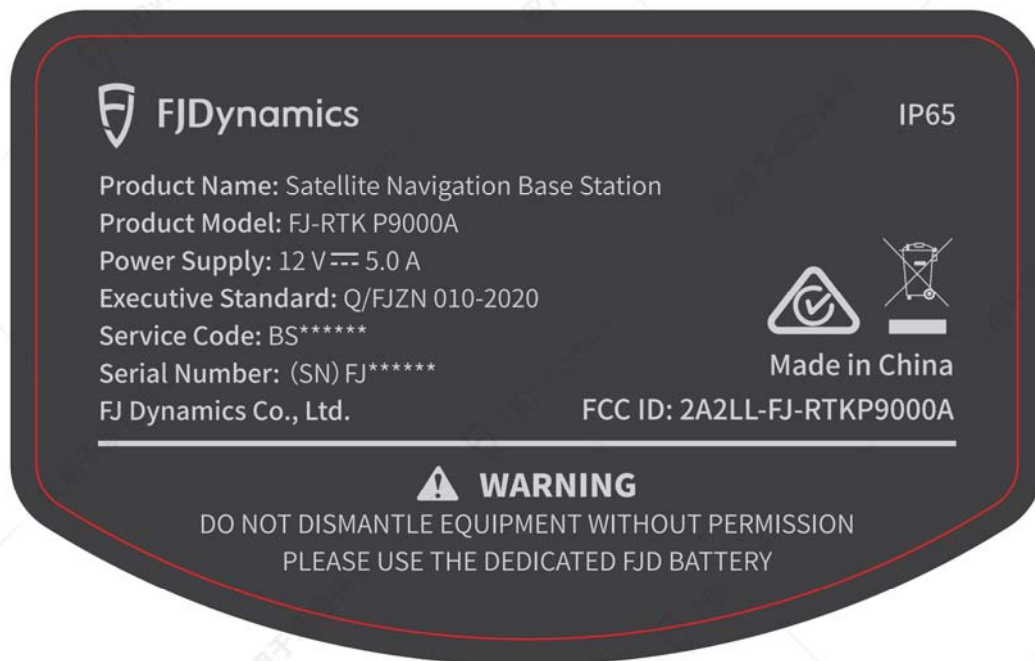 FJDynamics
IP65
Product Name: Satellite Navigation Base Station
Product Model: FJ-RTK P9000A
Power Supply: 12 V⎓5.0 A
Executive Standard: Q/FJZN 010-2020
Service Code: BS******
Serial Number: (SN) FJ******
Made in China
FJ Dynamics Co., Ltd.
FCC ID: 2A2LL-FJ-RTKP9000A
WARNING
DO NOT DISMANTLE EQUIPMENT WITHOUT PERMISSION
PLEASE USE THE DEDICATED FJD BATTERY